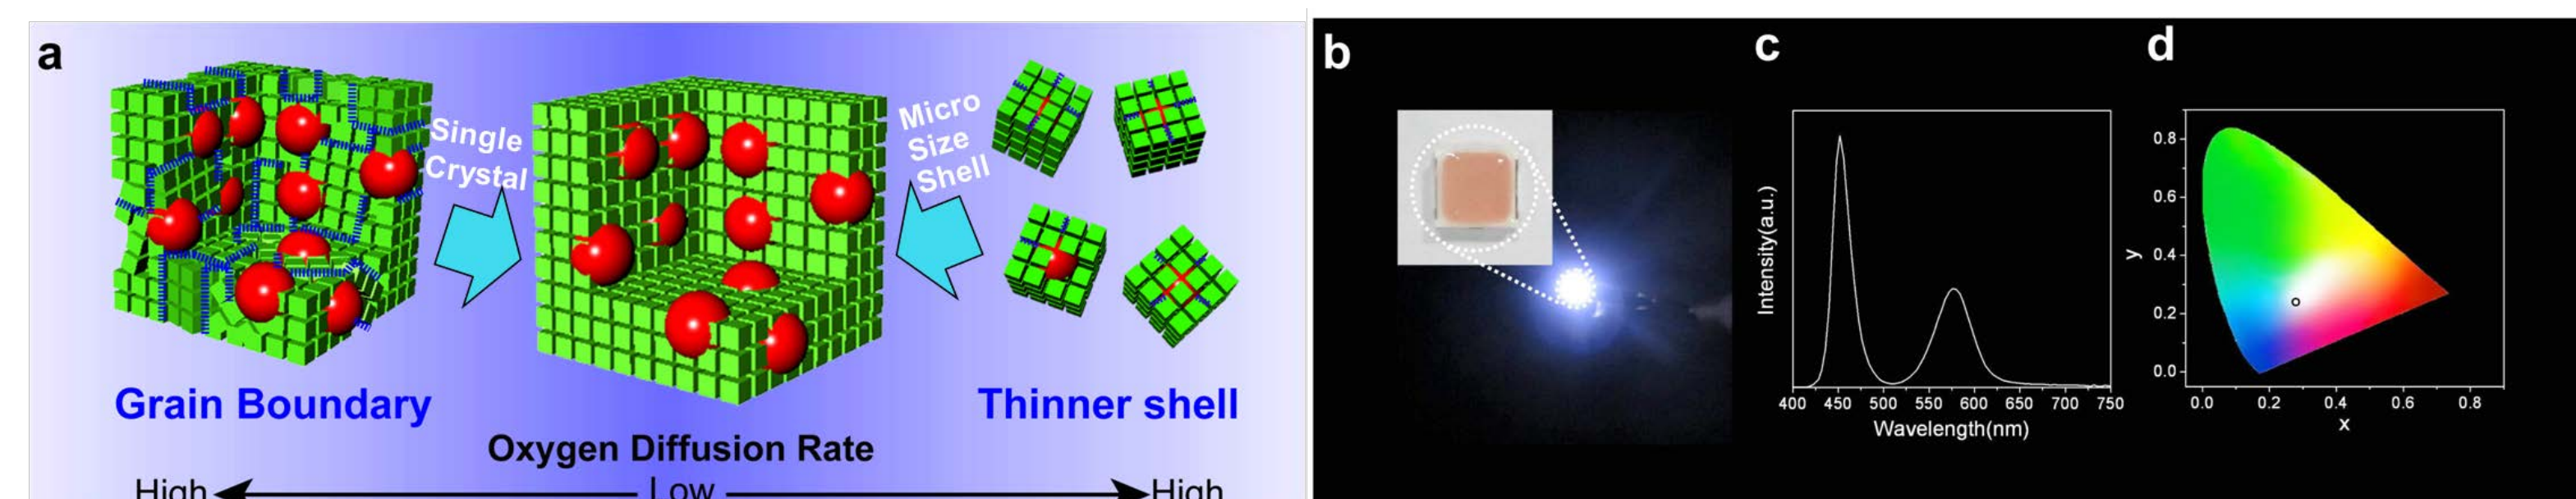 a
Single
Crystal
Micro
Size
Shell
Grain Boundary
Thinner shell
Oxygen Diffusion Rate
High
Low
High
b
c
Intensity(a.u.)
400 450 500 550 600 650 700 750
Wavelength(nm)
d
y
0.8
0.6
0.4
0.2
0.0
0.0 0.2 0.4 0.6 0.8
x